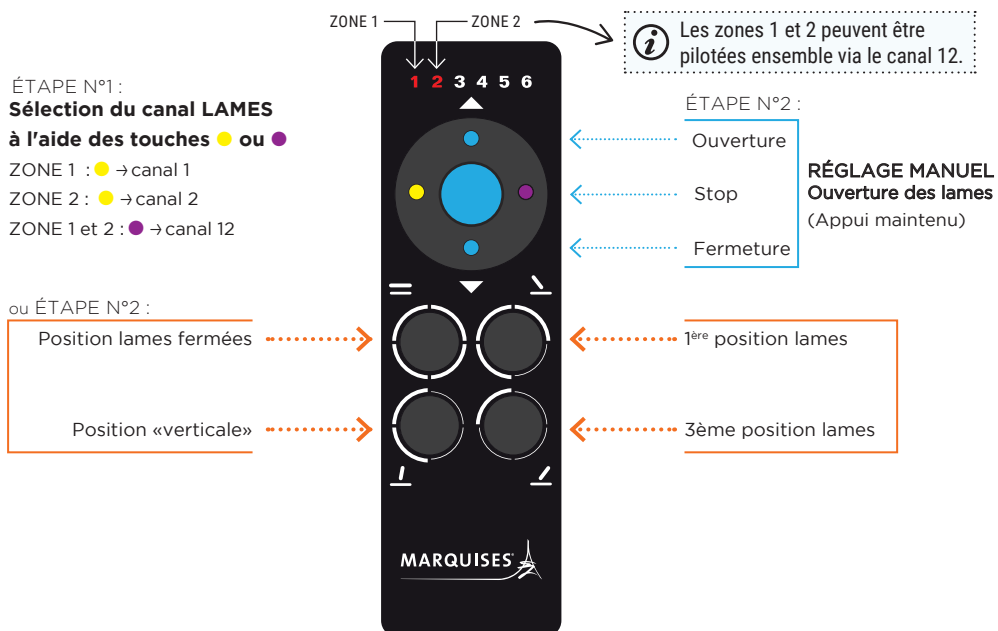 ZONE 1
ZONE 2
Les zones 1 et 2 peuvent être
pilotées ensemble via le canal 12.
1 2 3 4 5 6
ÉTAPE N°1 :
Sélection du canal LAMES
à l'aide des touches ou
ZONE 1 : → canal 1
ZONE 2 : → canal 2
ZONE 1 et 2 : → canal 12
ÉTAPE N°2 :
Ouverture
Stop
Fermeture
RÉGLAGE MANUEL
Ouverture des lames
(Appui maintenu)
ou ÉTAPE N°2 :
Position lames fermées
1ère position lames
Position «verticale»
3ème position lames
MARQUISES